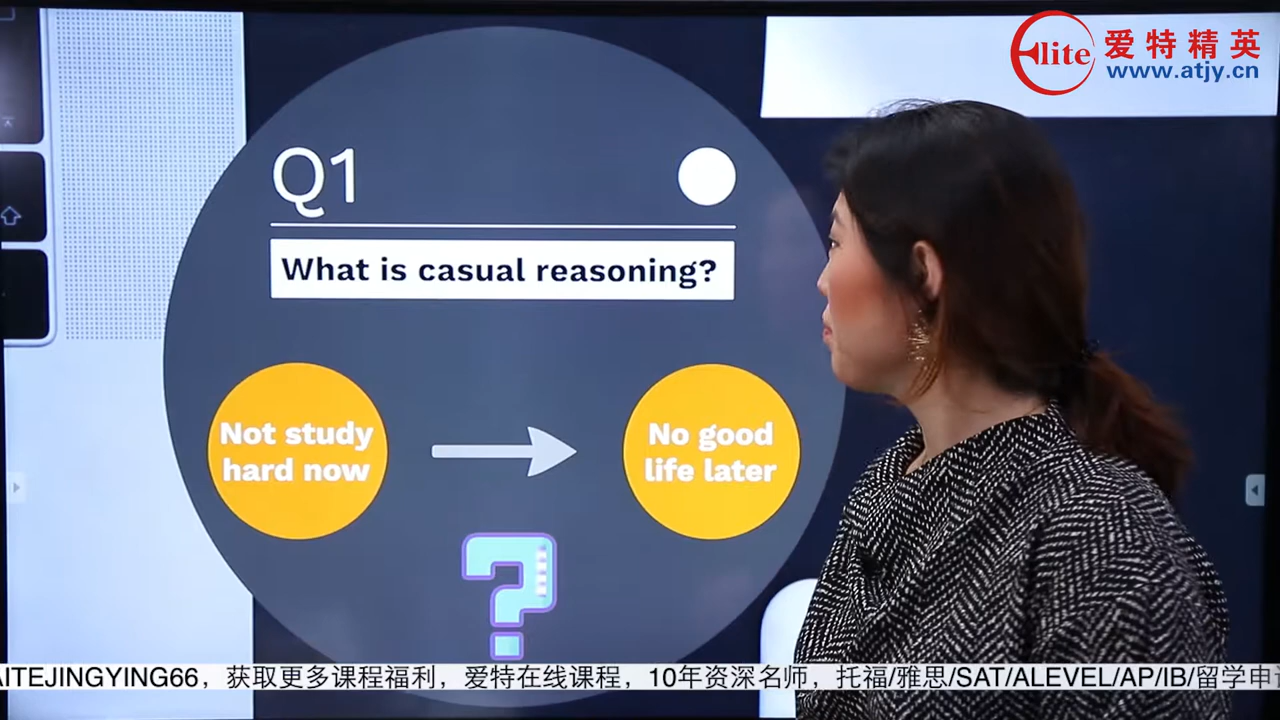 Elite 爱特精英
www.atjy.cn
Q1
What is casual reasoning?
Not study
hard now
No good
life later
AITEJINGYING66，获取更多课程福利，爱特在线课程，10年资深名师，托福/雅思/SAT/ALEVEL/AP/IB/留学申